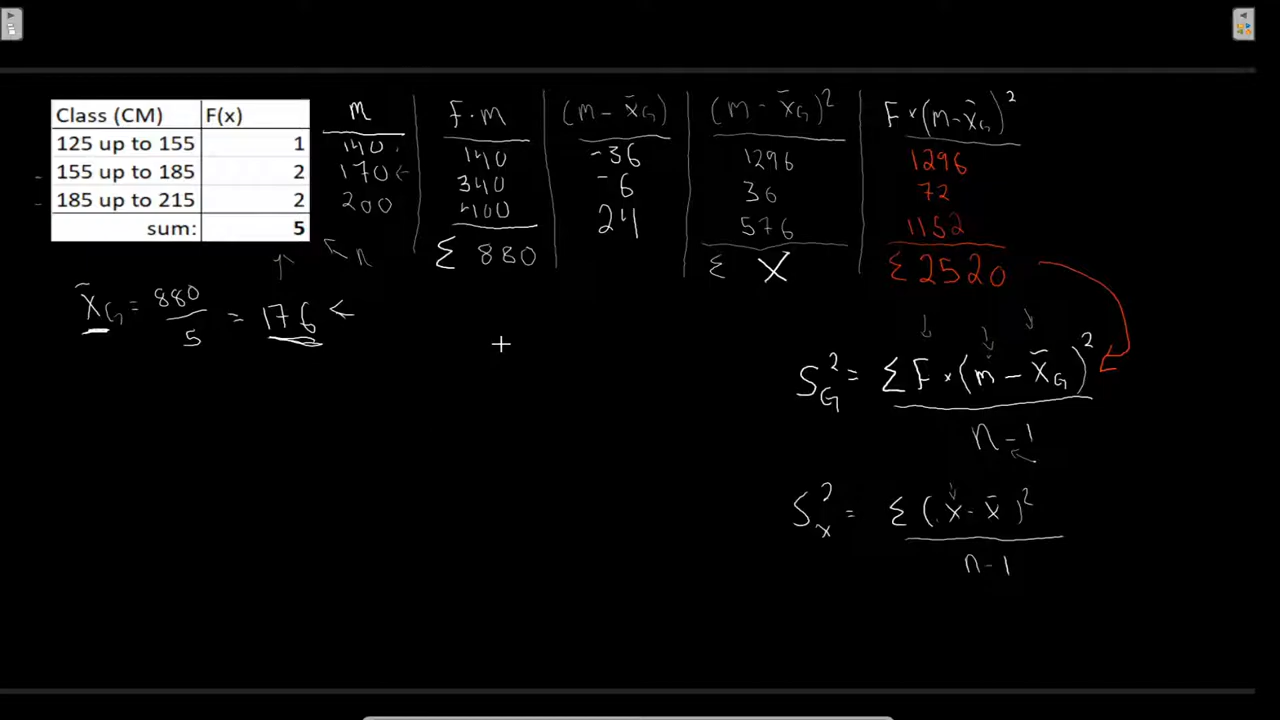 Class (CM) F(x) m F·m (m - x̄G) (m - x̄G)² F×(m-x̄G)²
125 up to 155 1 140 140 -36 1296 1296
155 up to 185 2 170 340 -6 36 72
185 up to 215 2 200 400 24 576 1152
sum: 5 n Σ 880 Σ X Σ 2520
x̄G = 880/5 = 176
S²G = Σ F×(m - x̄G)² / n-1
S²x = Σ (x - x̄)² / n-1